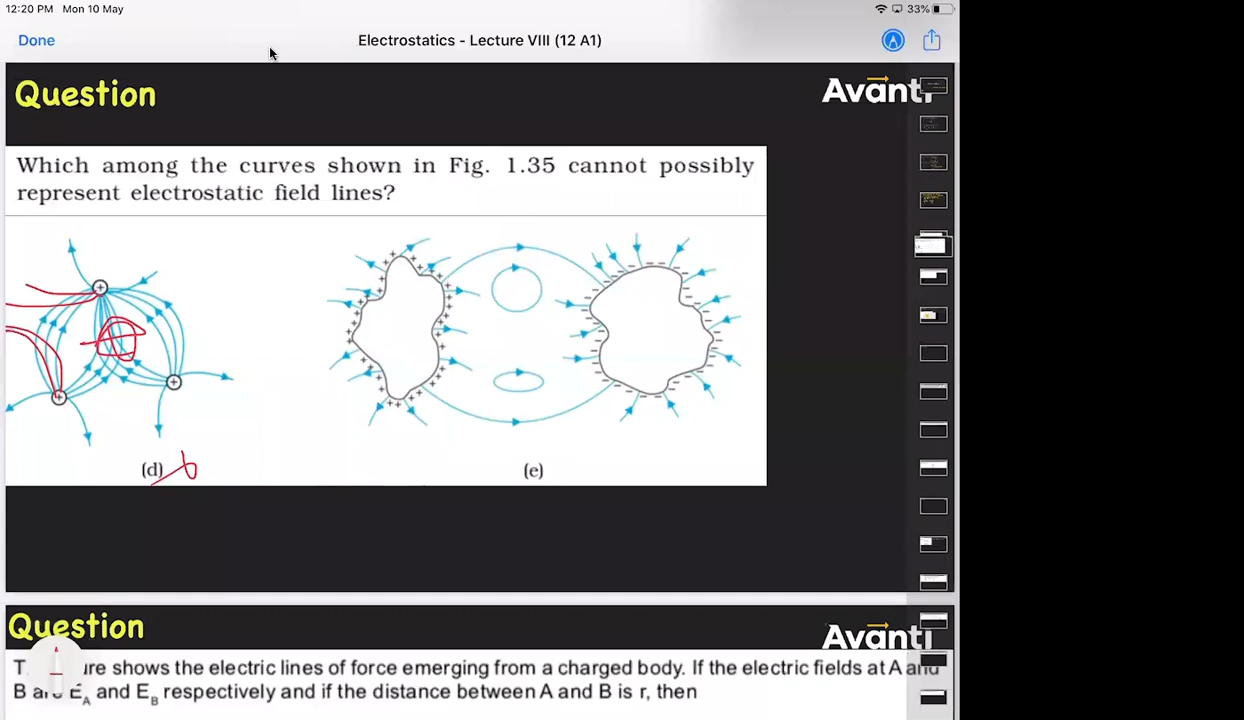 12:20 PM Mon 10 May
33%
Done
Electrostatics - Lecture VIII (12 A1)
Question
Avanti
Which among the curves shown in Fig. 1.35 cannot possibly
represent electrostatic field lines?
(d)
(e)
Question
Avanti
ure shows the electric lines of force emerging from a charged body. If the electric fields at A and
B are E_A and E_B respectively and if the distance between A and B is r, then